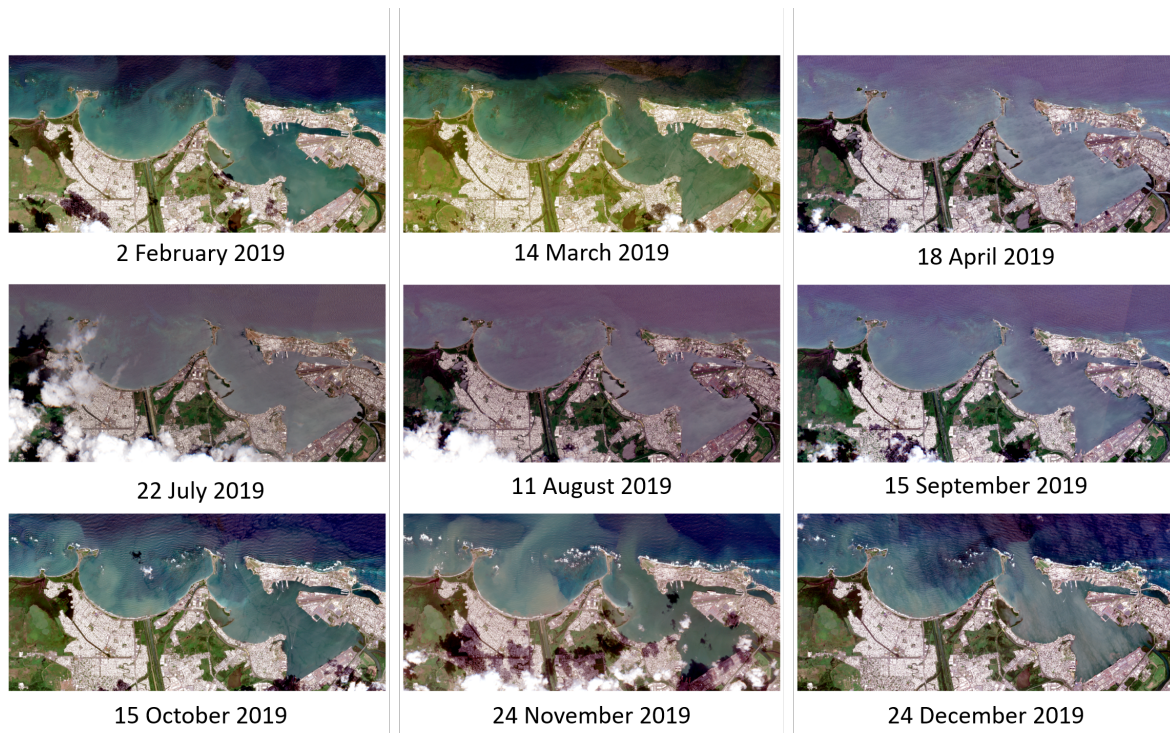 2 February 2019
14 March 2019
18 April 2019
22 July 2019
11 August 2019
15 September 2019
15 October 2019
24 November 2019
24 December 2019